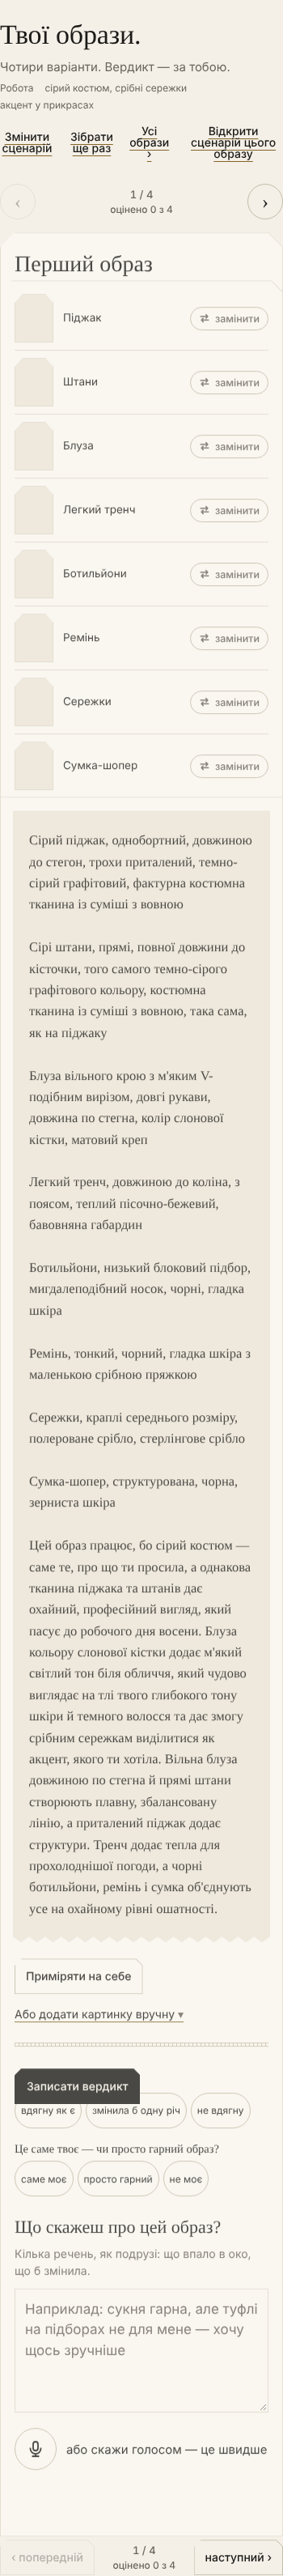 Твої образи.
Чотири варіанти. Вердикт — за тобою.
Робота сірий костюм, срібні сережки
акцент у прикрасах
Змінити
сценарій
Зібрати
ще раз
Усі
образи
›
Відкрити
сценарій цього
образу
‹
1 / 4
оцінено 0 з 4
›
Перший образ
Піджак
⇄ замінити
Штани
⇄ замінити
Блуза
⇄ замінити
Легкий тренч
⇄ замінити
Ботильйони
⇄ замінити
Ремінь
⇄ замінити
Сережки
⇄ замінити
Сумка-шопер
⇄ замінити
Сірий піджак, однобортний, довжиною
до стегон, трохи приталений, темно-
сірий графітовий, фактурна костюмна
тканина із суміші з вовною
Сірі штани, прямі, повної довжини до
кісточки, того самого темно-сірого
графітового кольору, костюмна
тканина із суміші з вовною, така сама,
як на піджаку
Блуза вільного крою з м'яким V-
подібним вирізом, довгі рукави,
довжина по стегна, колір слонової
кістки, матовий креп
Легкий тренч, довжиною до коліна, з
поясом, теплий пісочно-бежевий,
бавовняна габардин
Ботильйони, низький блоковий підбор,
мигдалеподібний носок, чорні, гладка
шкіра
Ремінь, тонкий, чорний, гладка шкіра з
маленькою срібною пряжкою
Сережки, краплі середнього розміру,
полероване срібло, стерлінгове срібло
Сумка-шопер, структурована, чорна,
зерниста шкіра
Цей образ працює, бо сірий костюм —
саме те, про що ти просила, а однакова
тканина піджака та штанів дає
охайний, професійний вигляд, який
пасує до робочого дня восени. Блуза
кольору слонової кістки додає м'який
світлий тон біля обличчя, який чудово
виглядає на тлі твого глибокого тону
шкіри й темного волосся та дає змогу
срібним сережкам виділитися як
акцент, якого ти хотіла. Вільна блуза
довжиною по стегна й прямі штани
створюють плавну, збалансовану
лінію, а приталений піджак додає
структури. Тренч додає тепла для
прохолоднішої погоди, а чорні
ботильйони, ремінь і сумка об'єднують
усе на охайному рівні ошатності.
Приміряти на себе
Або додати картинку вручну ▾
Записати вердикт
вдягну як є
змінила б одну річ
не вдягну
Це саме твоє — чи просто гарний образ?
саме моє
просто гарний
не моє
Що скажеш про цей образ?
Кілька речень, як подрузі: що впало в око,
що б змінила.
Наприклад: сукня гарна, але туфлі
на підборах не для мене — хочу
щось зручніше
або скажи голосом — це швидше
‹ попередній
1 / 4
оцінено 0 з 4
наступний ›